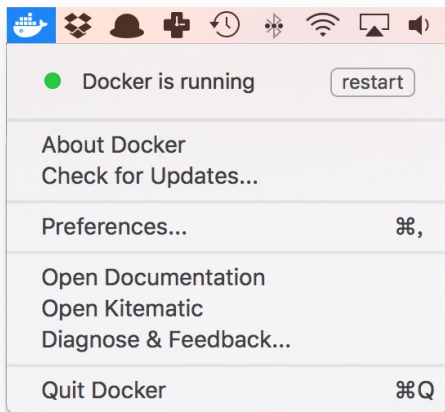 Docker is running restart
About Docker
Check for Updates...
Preferences... ⌘,
Open Documentation
Open Kitematic
Diagnose & Feedback...
Quit Docker ⌘Q